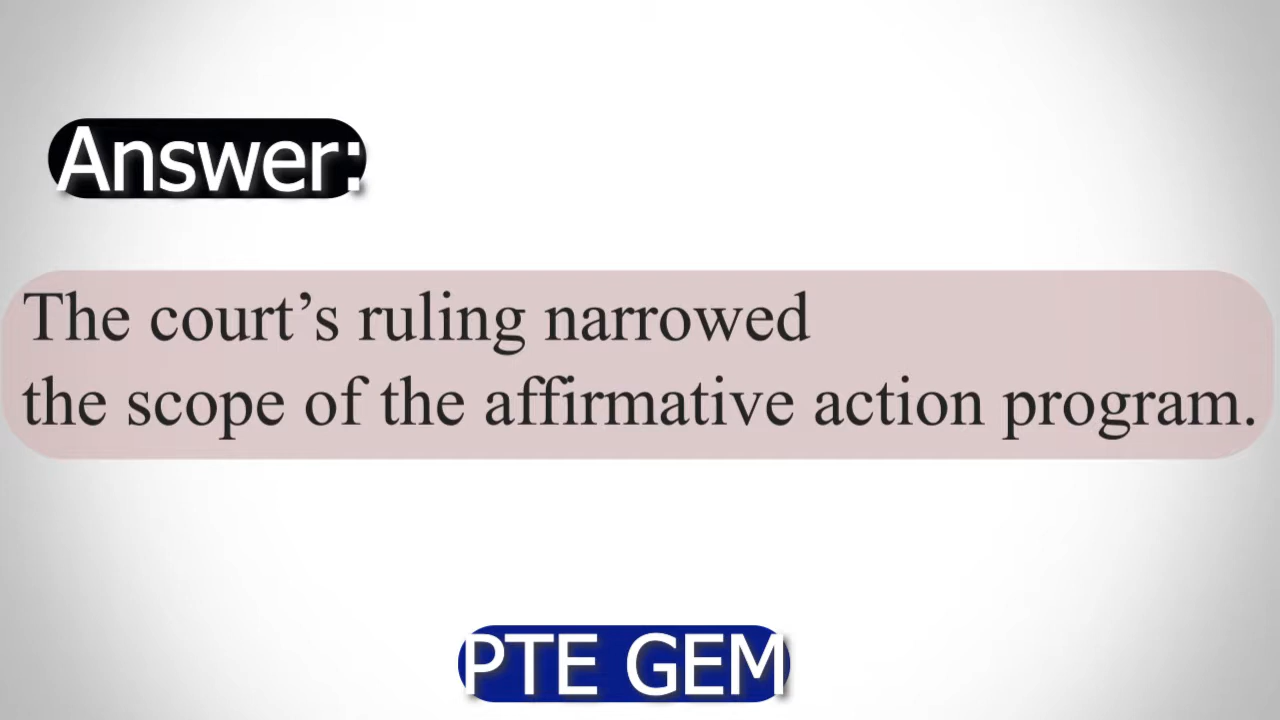 Answer:
The court’s ruling narrowed
the scope of the affirmative action program.
PTE GEM